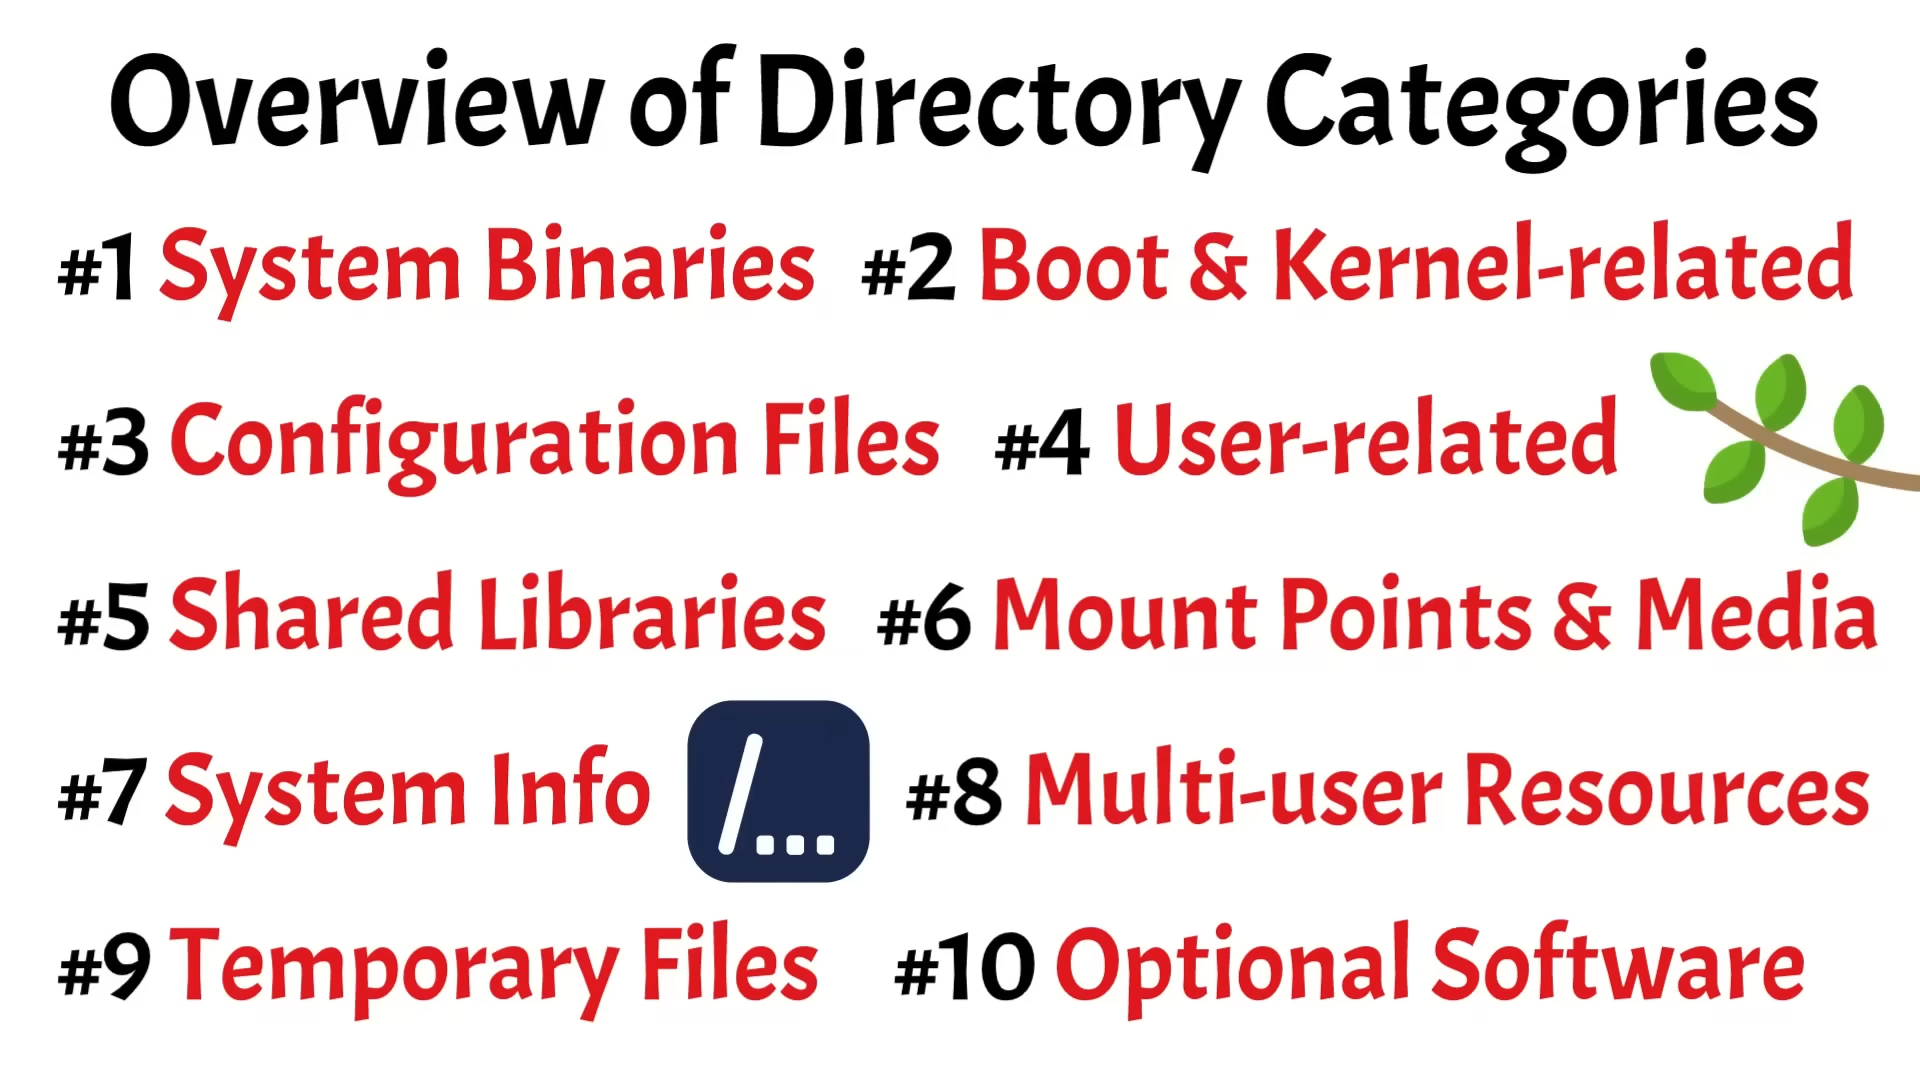 Overview of Directory Categories
#1 System Binaries #2 Boot & Kernel-related
#3 Configuration Files #4 User-related
#5 Shared Libraries #6 Mount Points & Media
#7 System Info /... #8 Multi-user Resources
#9 Temporary Files #10 Optional Software